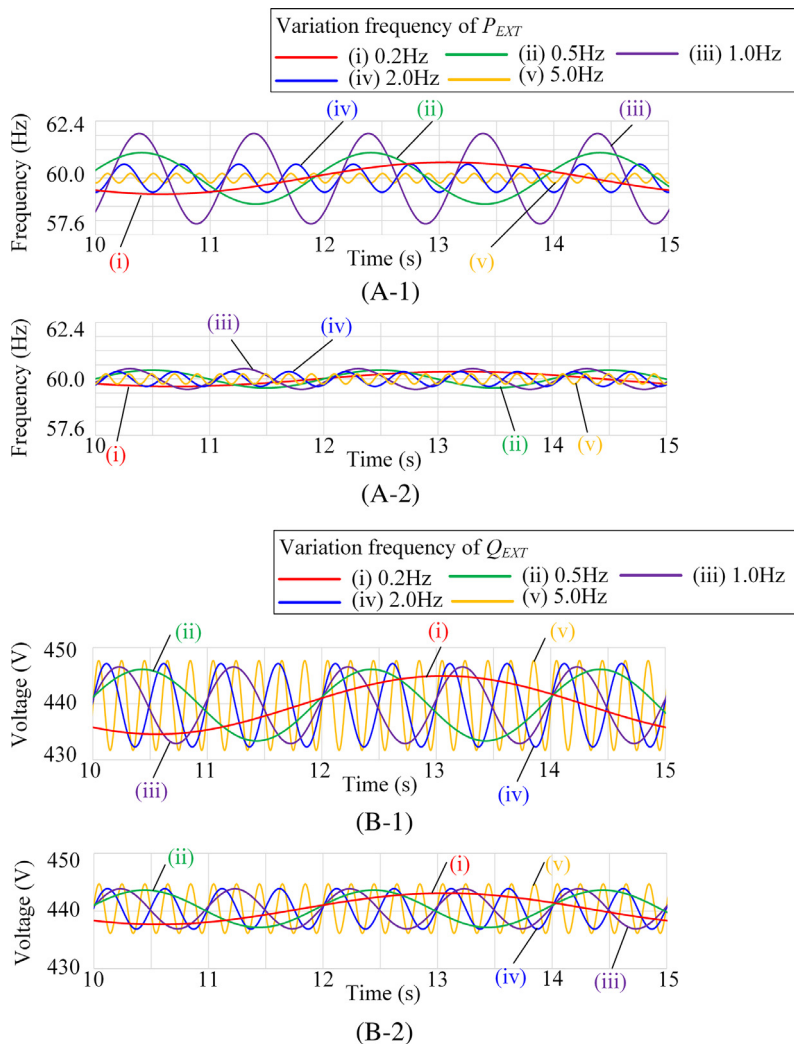 Variation frequency of P_EXT
(i) 0.2Hz (ii) 0.5Hz (iii) 1.0Hz
(iv) 2.0Hz (v) 5.0Hz
(iv) (ii) (iii)
Frequency (Hz)
62.4
60.0
57.6
10 11 12 13 14 15
(i) Time (s) (v)
(A-1)
Frequency (Hz)
62.4
(iii) (iv)
60.0
57.6
(i) (ii) (v)
10 11 12 13 14 15
Time (s)
(A-2)
Variation frequency of Q_EXT
(i) 0.2Hz (ii) 0.5Hz (iii) 1.0Hz
(iv) 2.0Hz (v) 5.0Hz
(ii) (i) (v)
Voltage (V)
450
440
430
10 11 12 13 14 15
(iii) Time (s) (iv)
(B-1)
Voltage (V)
450
(ii) (i) (v)
440
430
(iv) (iii)
10 11 12 13 14 15
Time (s)
(B-2)